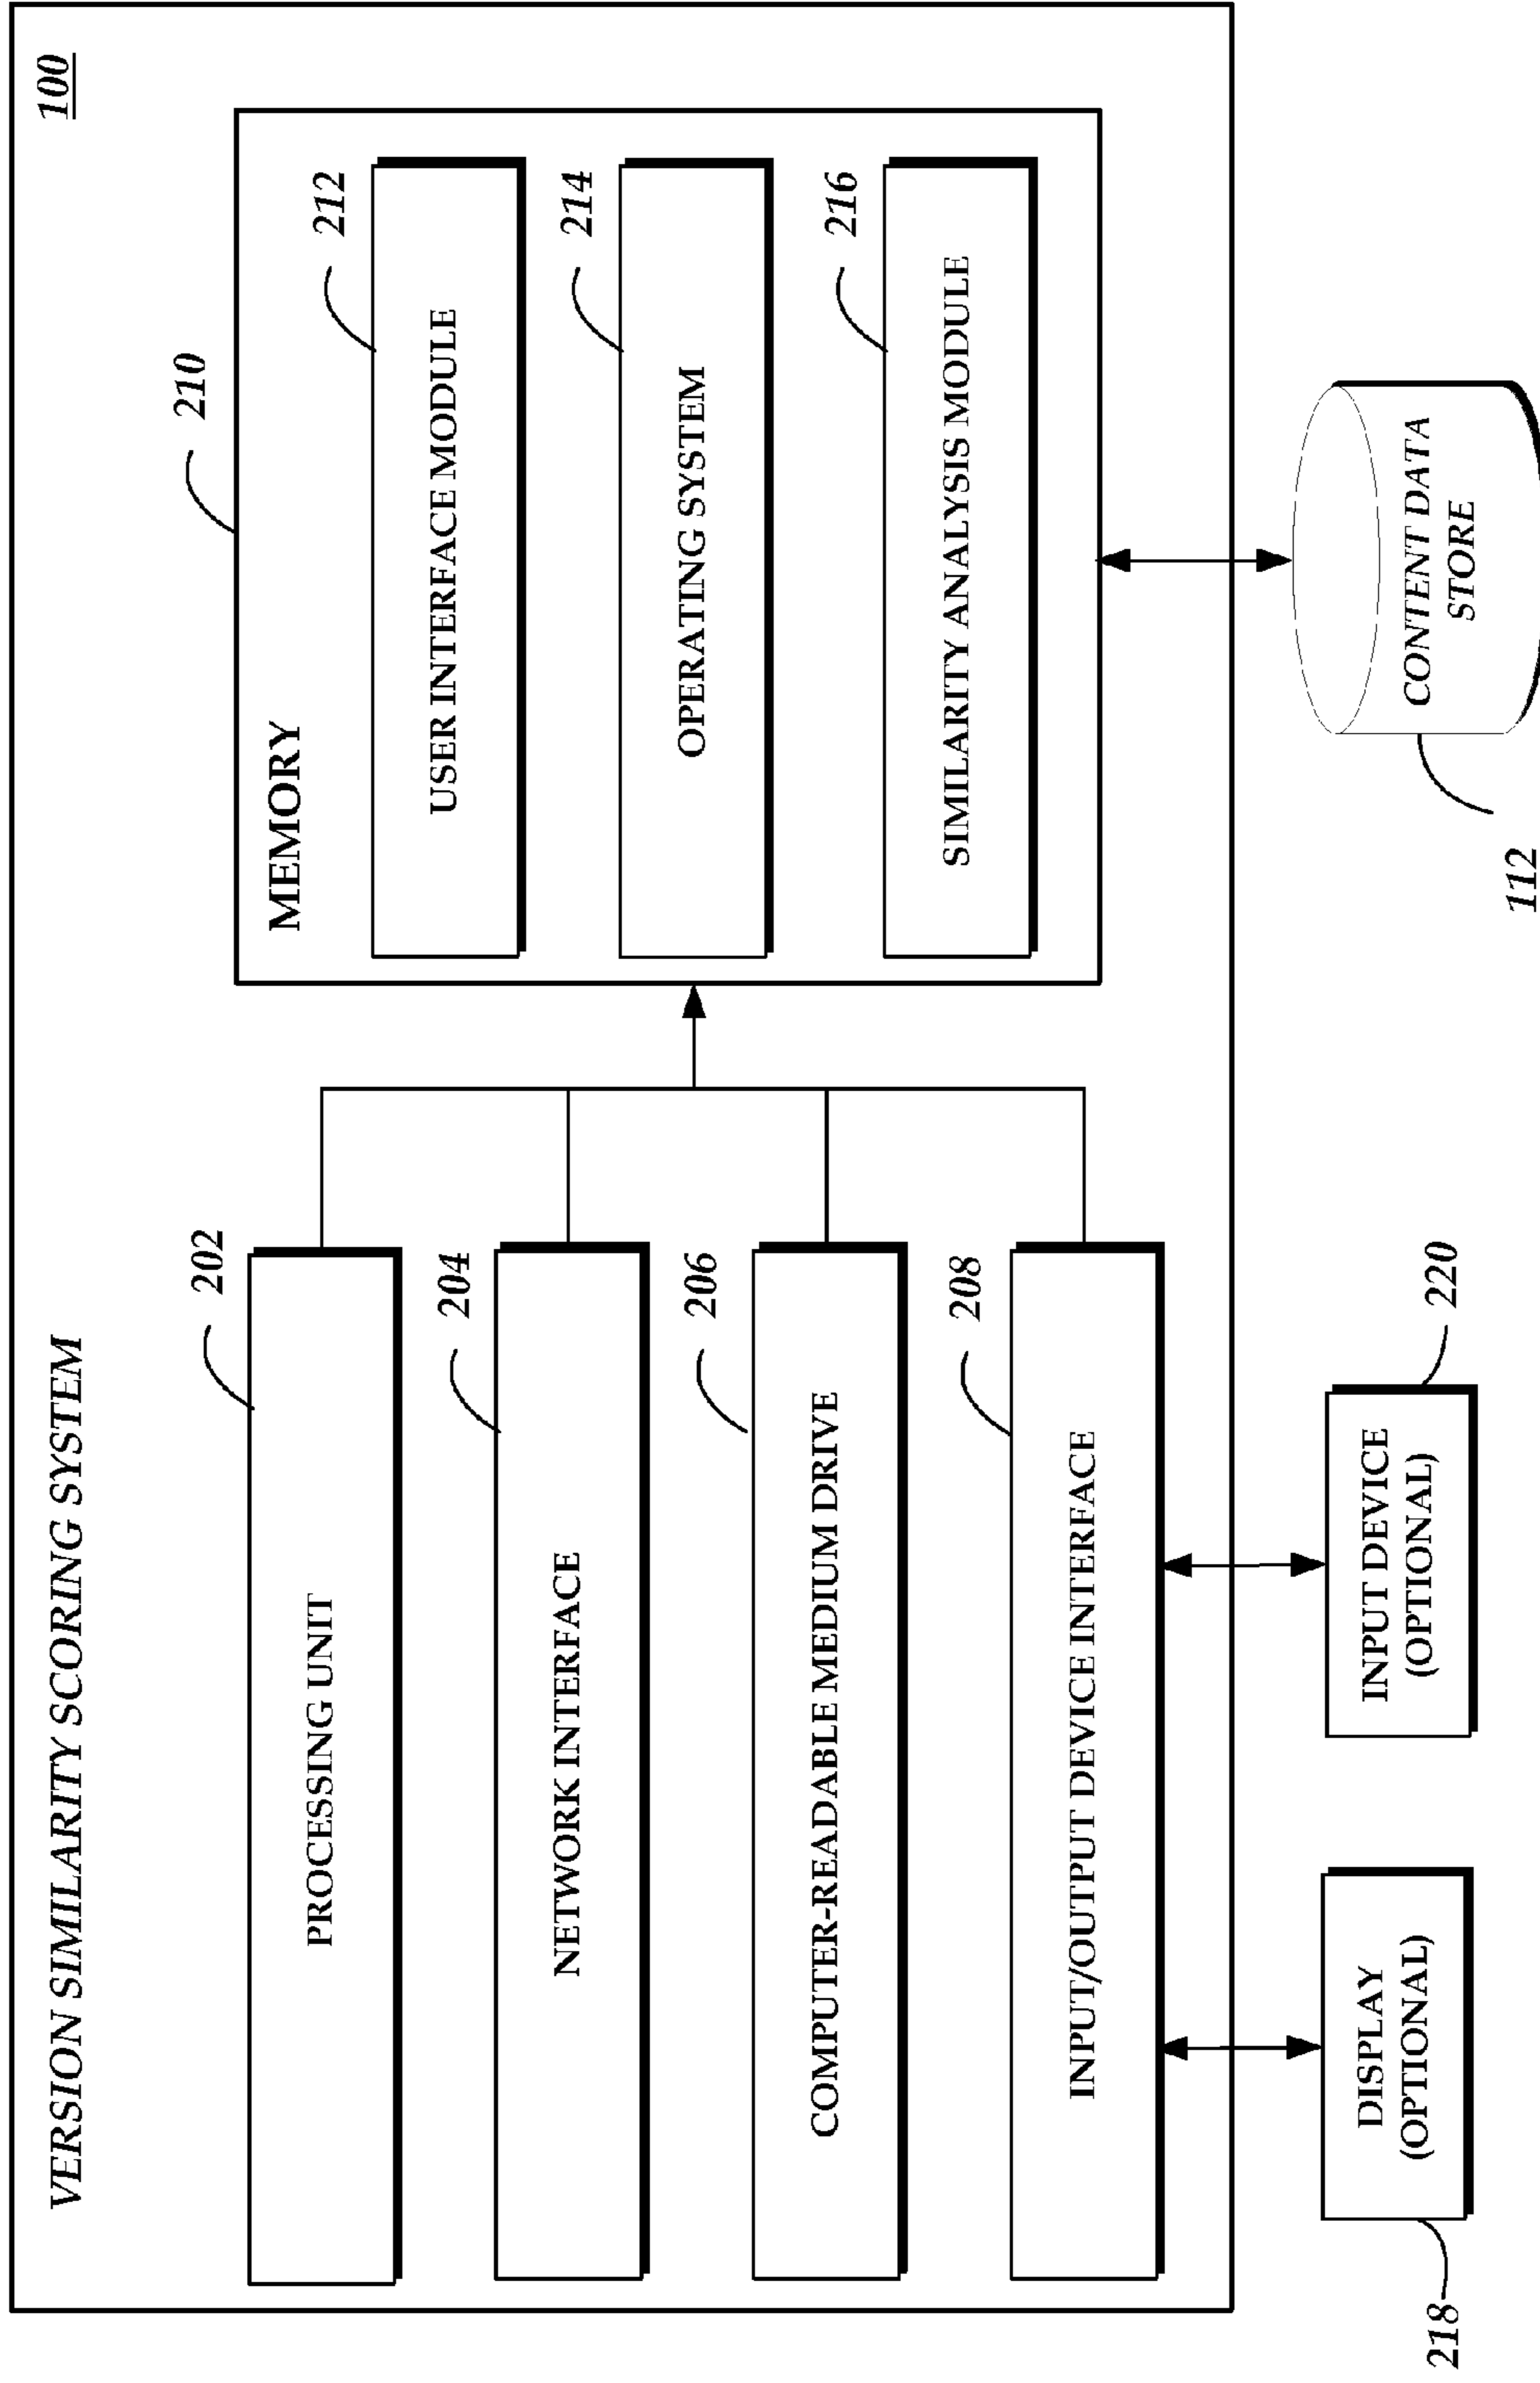 VERSION SIMILARITY SCORING SYSTEM
100
202
PROCESSING UNIT
204
NETWORK INTERFACE
206
COMPUTER-READABLE MEDIUM DRIVE
208
INPUT/OUTPUT DEVICE INTERFACE
210
MEMORY
212
USER INTERFACE MODULE
214
OPERATING SYSTEM
216
SIMILARITY ANALYSIS MODULE
218
DISPLAY
(OPTIONAL)
220
INPUT DEVICE
(OPTIONAL)
112
CONTENT DATA
STORE